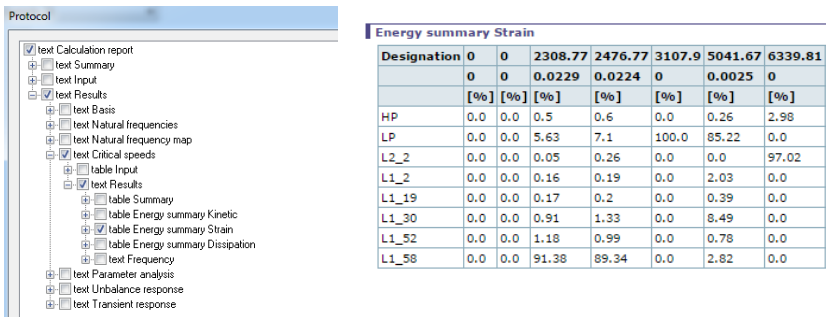 Protocol
text Calculation report
text Summary
text Input
text Results
text Basis
text Natural frequencies
text Natural frequency map
text Critical speeds
table Input
text Results
table Summary
table Energy summary Kinetic
table Energy summary Strain
table Energy summary Dissipation
text Frequency
text Parameter analysis
text Unbalance response
text Transient response
Energy summary Strain
Designation 0 0 2308.77 2476.77 3107.9 5041.67 6339.81
0 0 0.0229 0.0224 0 0.0025 0
[%] [%] [%] [%] [%] [%] [%]
HP 0.0 0.0 0.5 0.6 0.0 0.26 2.98
LP 0.0 0.0 5.63 7.1 100.0 85.22 0.0
L2_2 0.0 0.0 0.05 0.26 0.0 0.0 97.02
L1_2 0.0 0.0 0.16 0.19 0.0 2.03 0.0
L1_19 0.0 0.0 0.17 0.2 0.0 0.39 0.0
L1_30 0.0 0.0 0.91 1.33 0.0 8.49 0.0
L1_52 0.0 0.0 1.18 0.99 0.0 0.78 0.0
L1_58 0.0 0.0 91.38 89.34 0.0 2.82 0.0